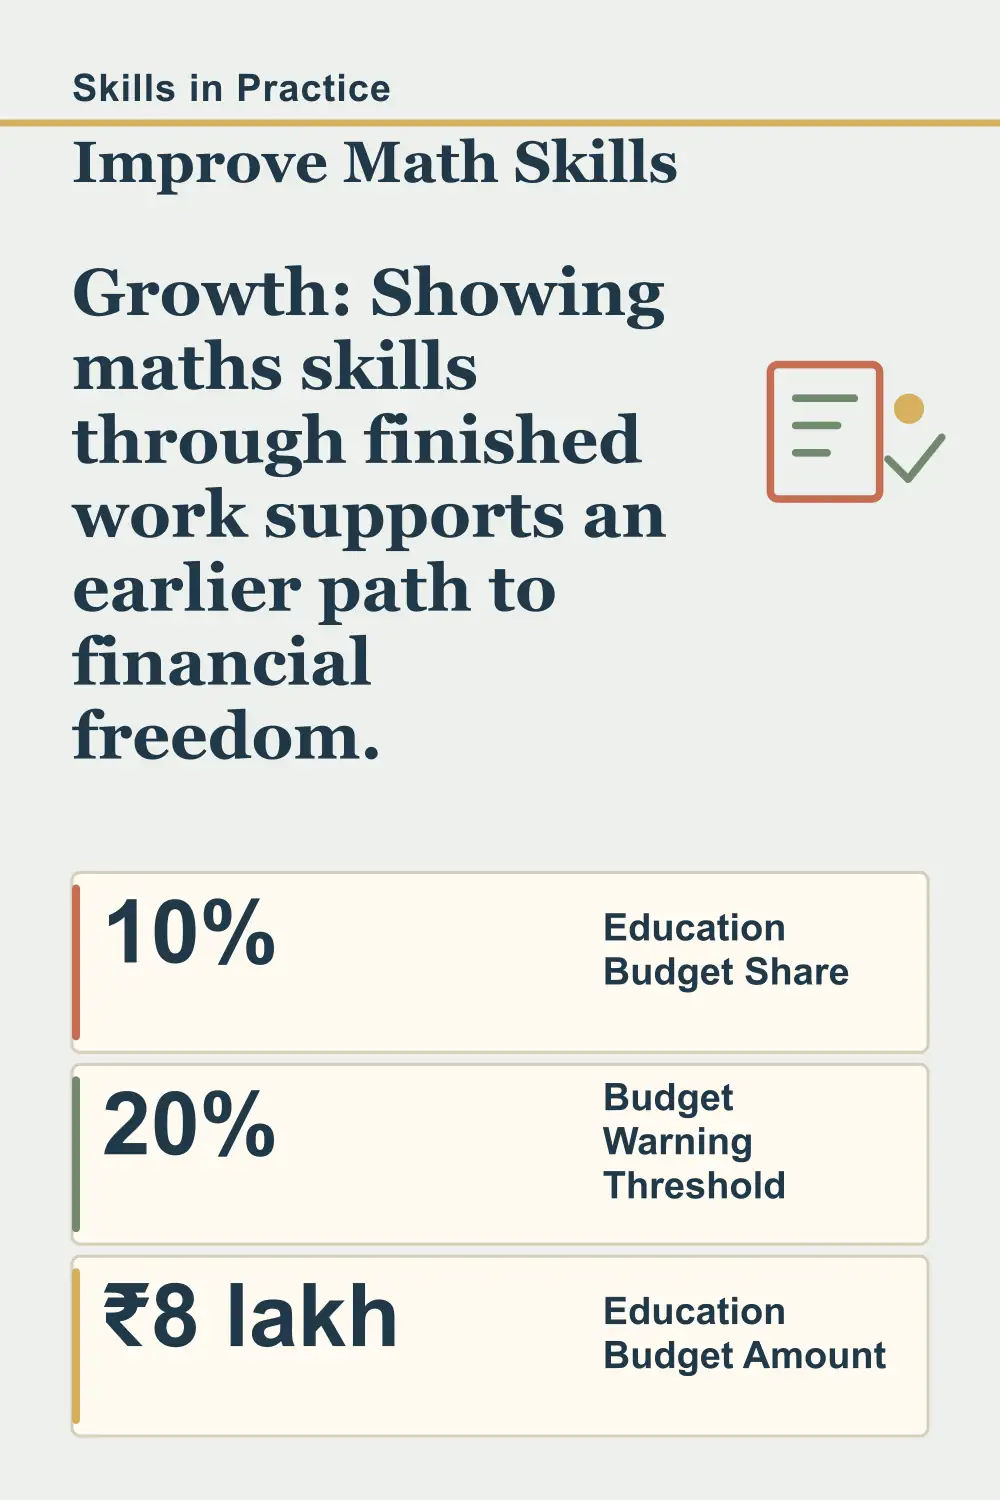 Skills in Practice
Improve Math Skills
Growth: Showing
maths skills
through finished
work supports an
earlier path to
financial
freedom.
10%
Education
Budget Share
20%
Budget
Warning
Threshold
₹8 lakh
Education
Budget Amount